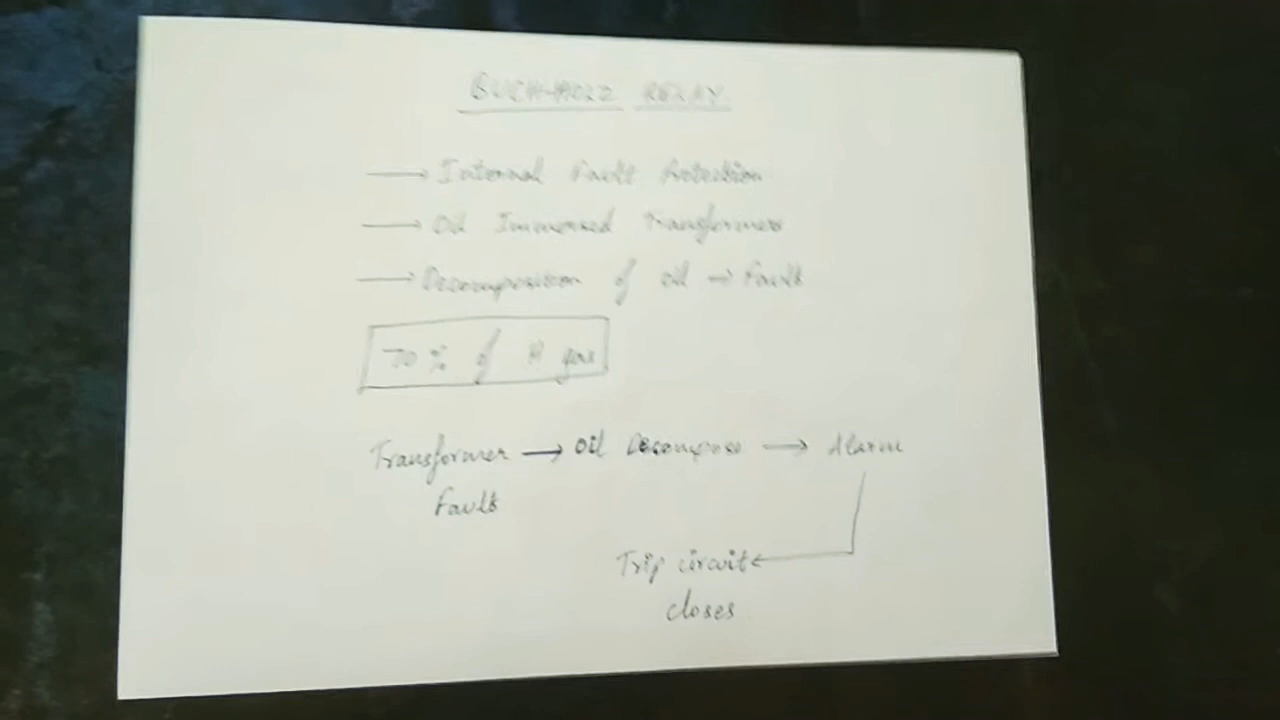 BUCHHOLZ RELAY
→ Internal Fault Protection
→ Oil Immersed Transformers
→ Decomposition of oil → Fault
70 % of H gas
Transformer → Oil Decompose → Alarm
Fault
Trip circuit ←
closes